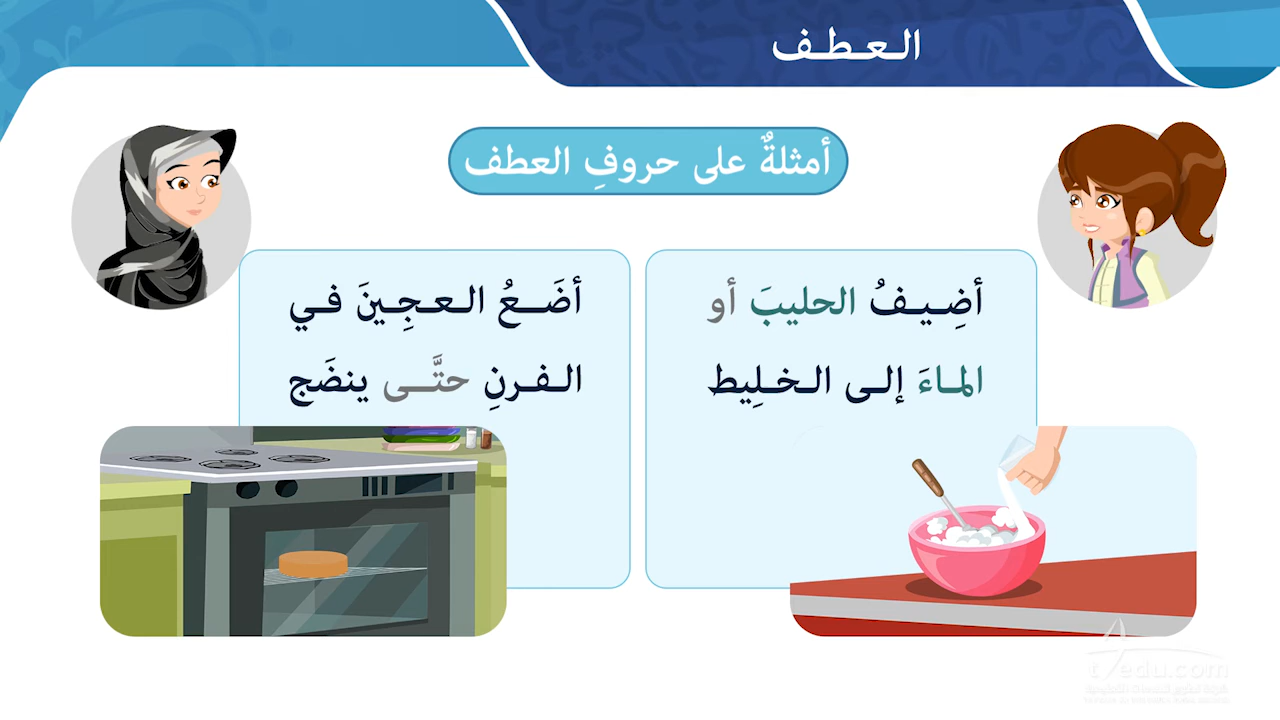 العطف
أمثلةٌ على حروفِ العطف
أضِيفُ الحليبَ أو
الماءَ إلى الخلِيط
أضَعُ العجِينَ في
الفرنِ حتَّى ينضَج
t4edu.com